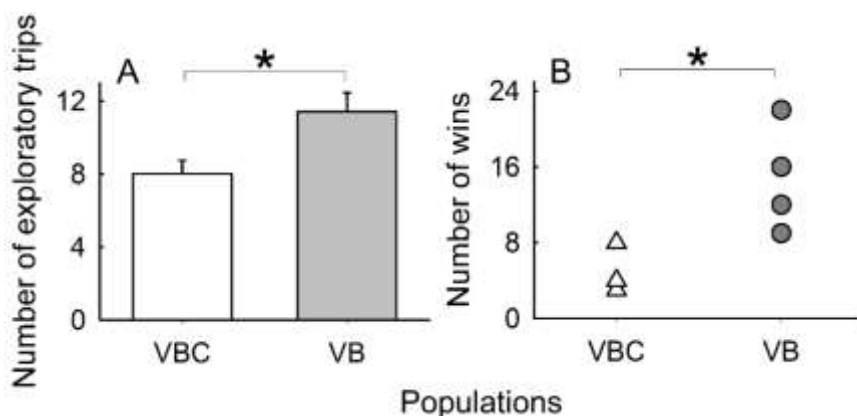 A
*
Number of exploratory trips
12
8
4
0
VBC
VB
B
*
Number of wins
24
16
8
0
VBC
VB
Populations